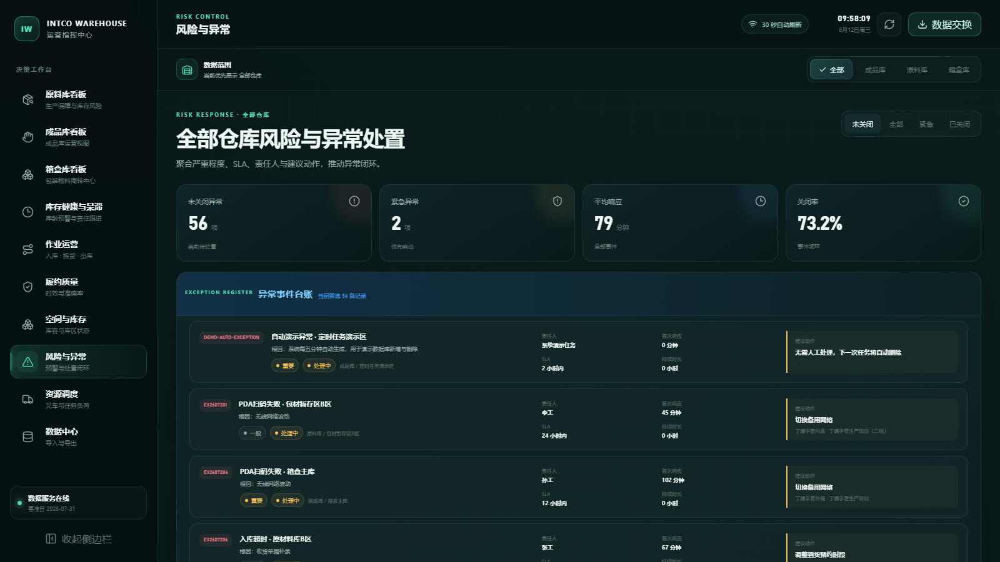 IW
INTCO WAREHOUSE
运营指挥中心
决策工作台
原料库看板
生产保障与库存风险
成品库看板
成品库运营视图
箱盒库看板
包装物料周转中心
库存健康与呆滞
库龄预警与责任跟进
作业运营
入库 · 拣货 · 出库
履约质量
时效与准确率
空间与库存
库容与库区状态
风险与异常
预警与处置闭环
资源调度
叉车与任务负荷
数据中心
导入与导出
数据服务在线
基准日 2026-07-31
收起侧边栏
RISK CONTROL
风险与异常
30 秒自动刷新
09:58:09
8月12日周三
数据交换
数据范围
当前优先展示 全部仓库
全部
成品库
原料库
箱盒库
RISK RESPONSE · 全部仓库
全部仓库风险与异常处置
聚合严重程度、SLA、责任人与建议动作，推动异常闭环。
未关闭
全部
紧急
已关闭
未关闭异常
56 项
当前待处置
紧急异常
2 项
优先响应
平均响应
79 分钟
全部事件
关闭率
73.2%
事件闭环
EXCEPTION REGISTER 异常事件台账 当前筛选 56 条记录
DEMO-AUTO-EXCEPTION
自动演示异常 · 定时任务演示区
根因：系统每五分钟自动生成，用于演示数据库新增与删除
重要
处理中
成品库 / 定时任务演示区
责任人
系统演示任务
首次响应
0 分钟
SLA
2 小时内
持续时长
0 小时
建议动作
无需人工处理，下一次任务将自动删除
EX2607201
PDA扫码失败 · 包材暂存区B区
根因：无线网络波动
一般
处理中
原料库 / 包材暂存区B区
责任人
李工
首次响应
45 分钟
SLA
24 小时内
持续时长
0 小时
建议动作
切换备用网络
丁腈手套内盒 · 丁腈手套生产项目（二线）
EX2607204
PDA扫码失败 · 箱盒主库
根因：无线网络波动
重要
处理中
箱盒库 / 箱盒主库
责任人
孙工
首次响应
102 分钟
SLA
12 小时内
持续时长
0 小时
建议动作
切换备用网络
丁腈手套外箱 · 丁腈手套生产项目
EX2607206
入库超时 · 原材料库B区
根因：收货单据补录
责任人
张工
首次响应
67 分钟
SLA
持续时长
建议动作
调整到货预约时段